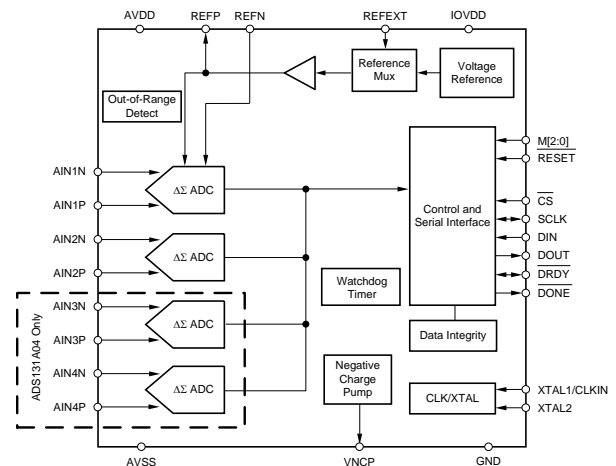 AVDD
REFP
REFN
REFEXT
IOVDD
Reference
Mux
Voltage
Reference
Out-of-Range
Detect
M[2:0]
RESET
AIN1N
ΔΣ ADC
AIN1P
CS
SCLK
Control and
Serial Interface
DIN
DOUT
DRDY
DONE
AIN2N
ΔΣ ADC
AIN2P
Watchdog
Timer
ADS131A04 Only
AIN3N
ΔΣ ADC
AIN3P
Data Integrity
AIN4N
ΔΣ ADC
AIN4P
Negative
Charge
Pump
CLK/XTAL
XTAL1/CLKIN
XTAL2
AVSS
VNCP
GND